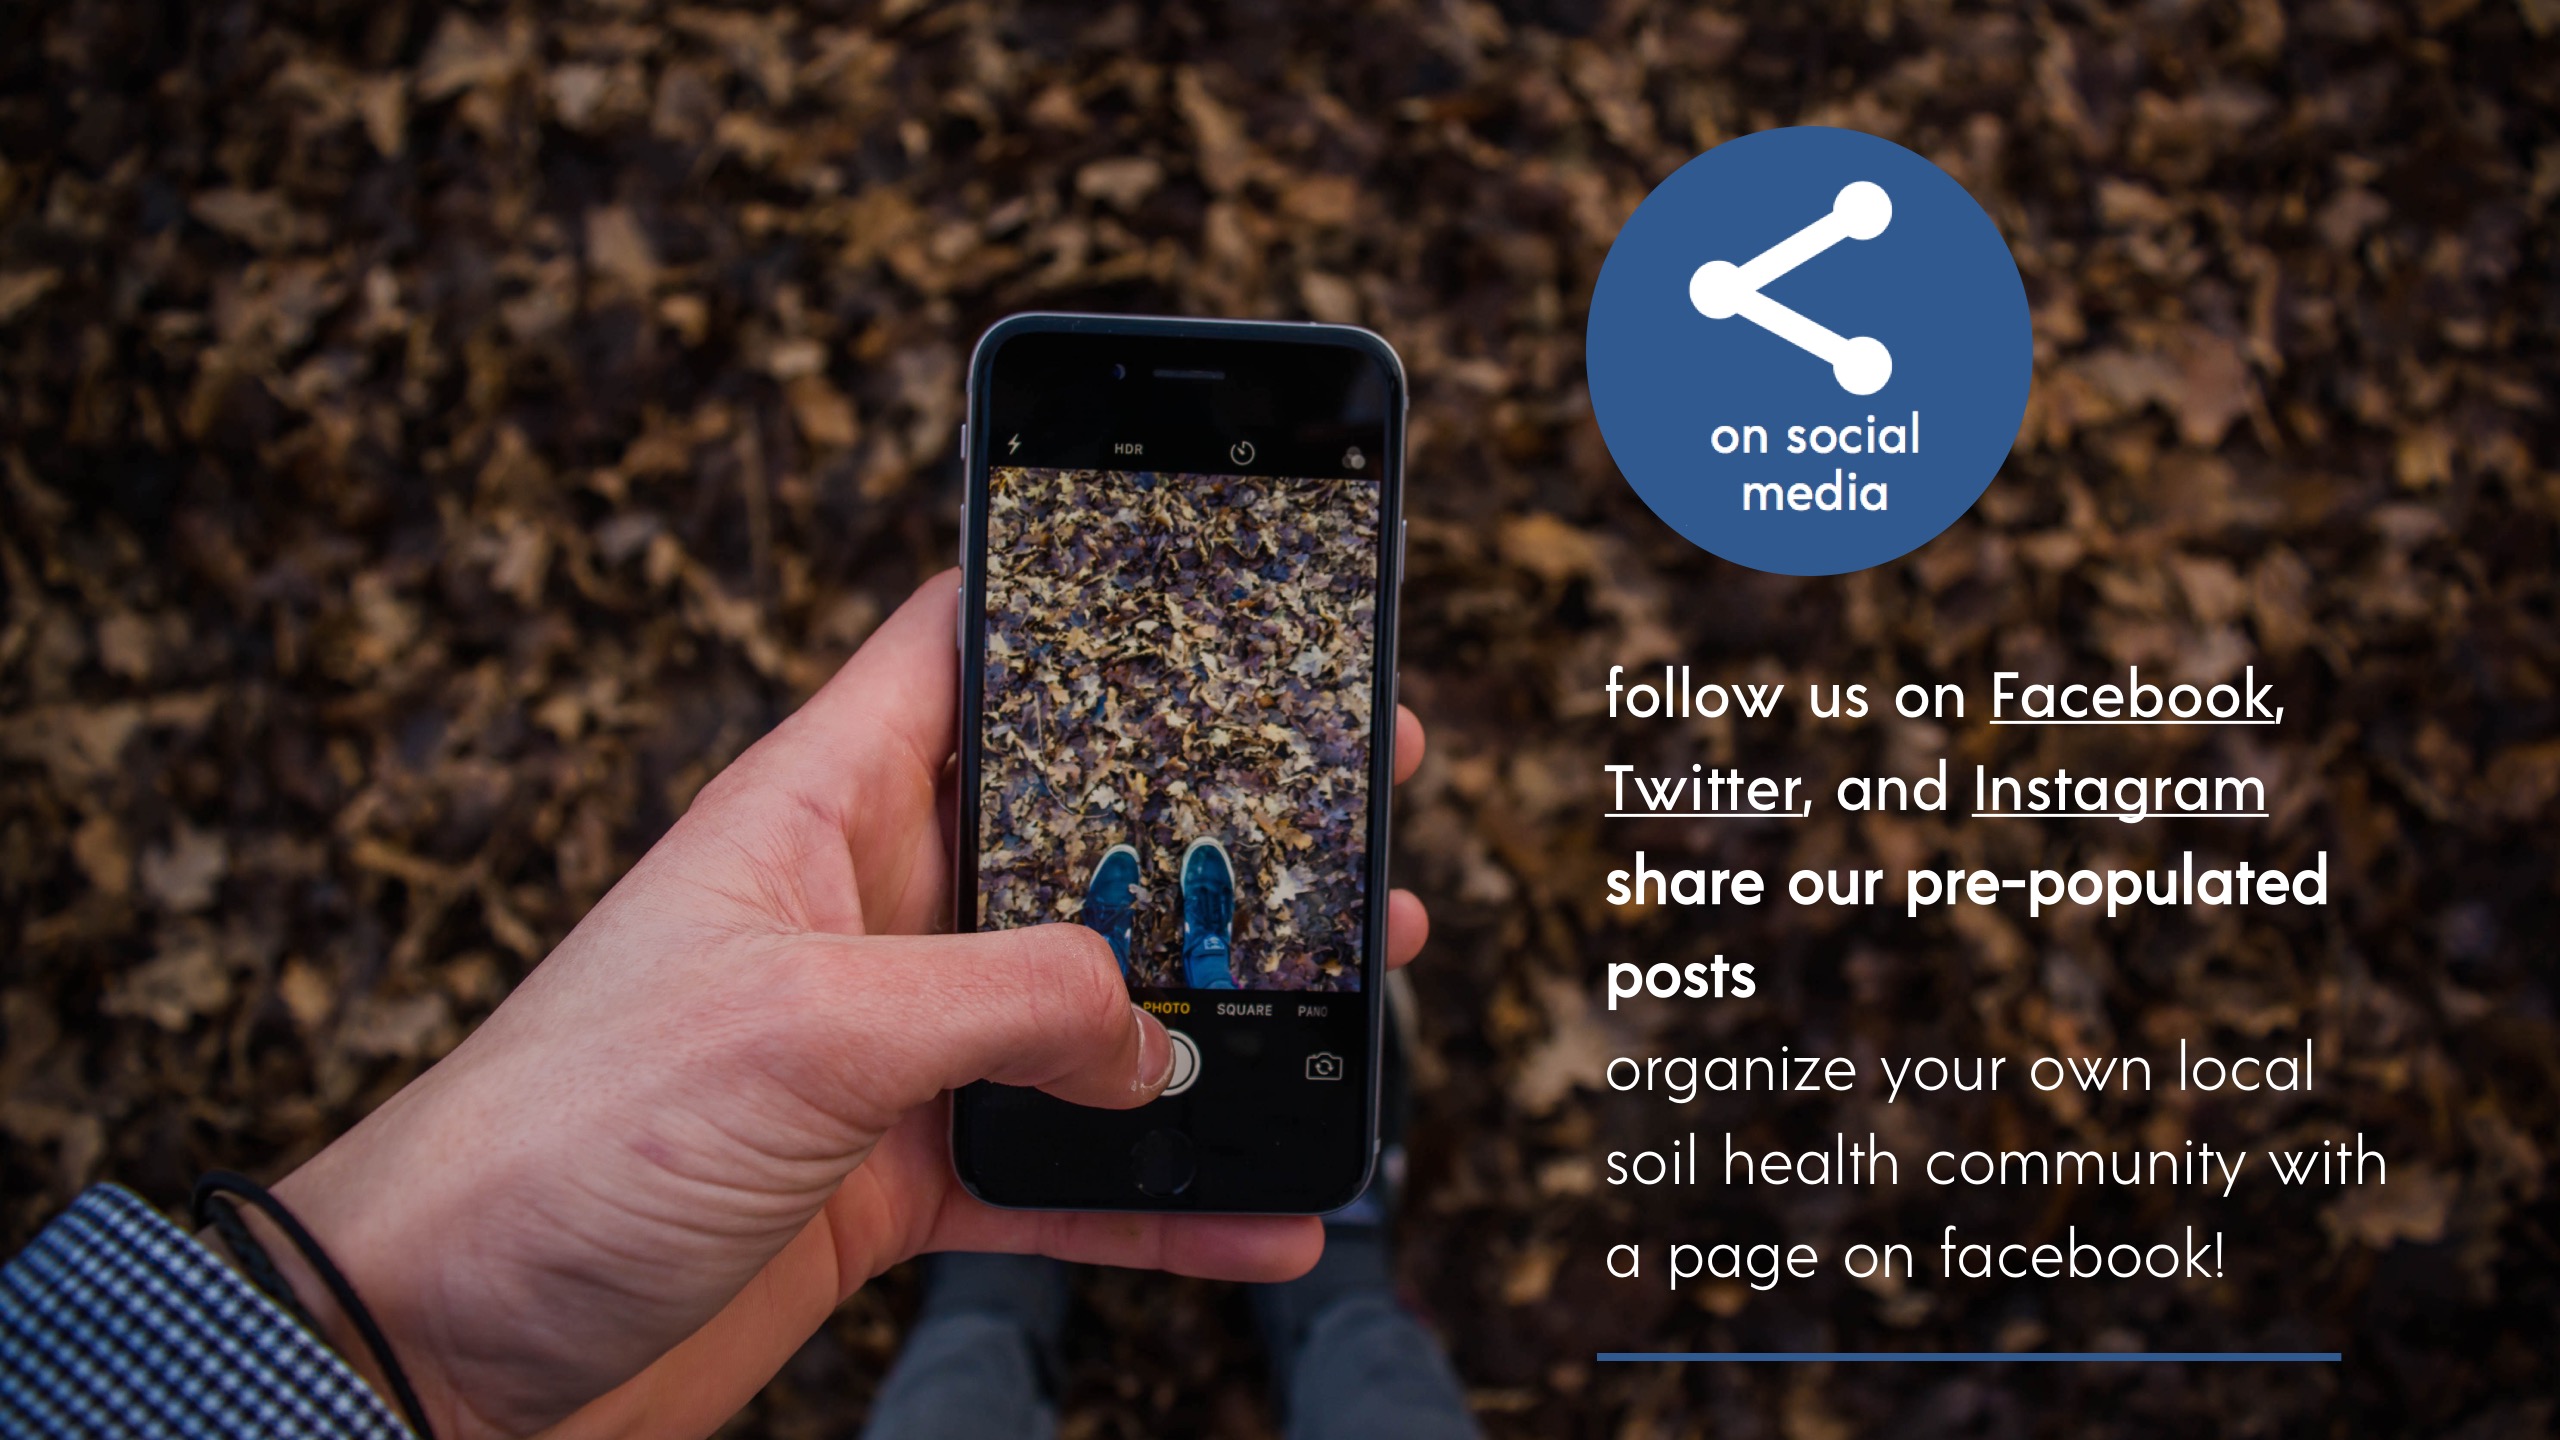 on social
media
follow us on Facebook,
Twitter, and Instagram
share our pre-populated
posts
organize your own local
soil health community with
a page on facebook!
HDR
PHOTO SQUARE PANO